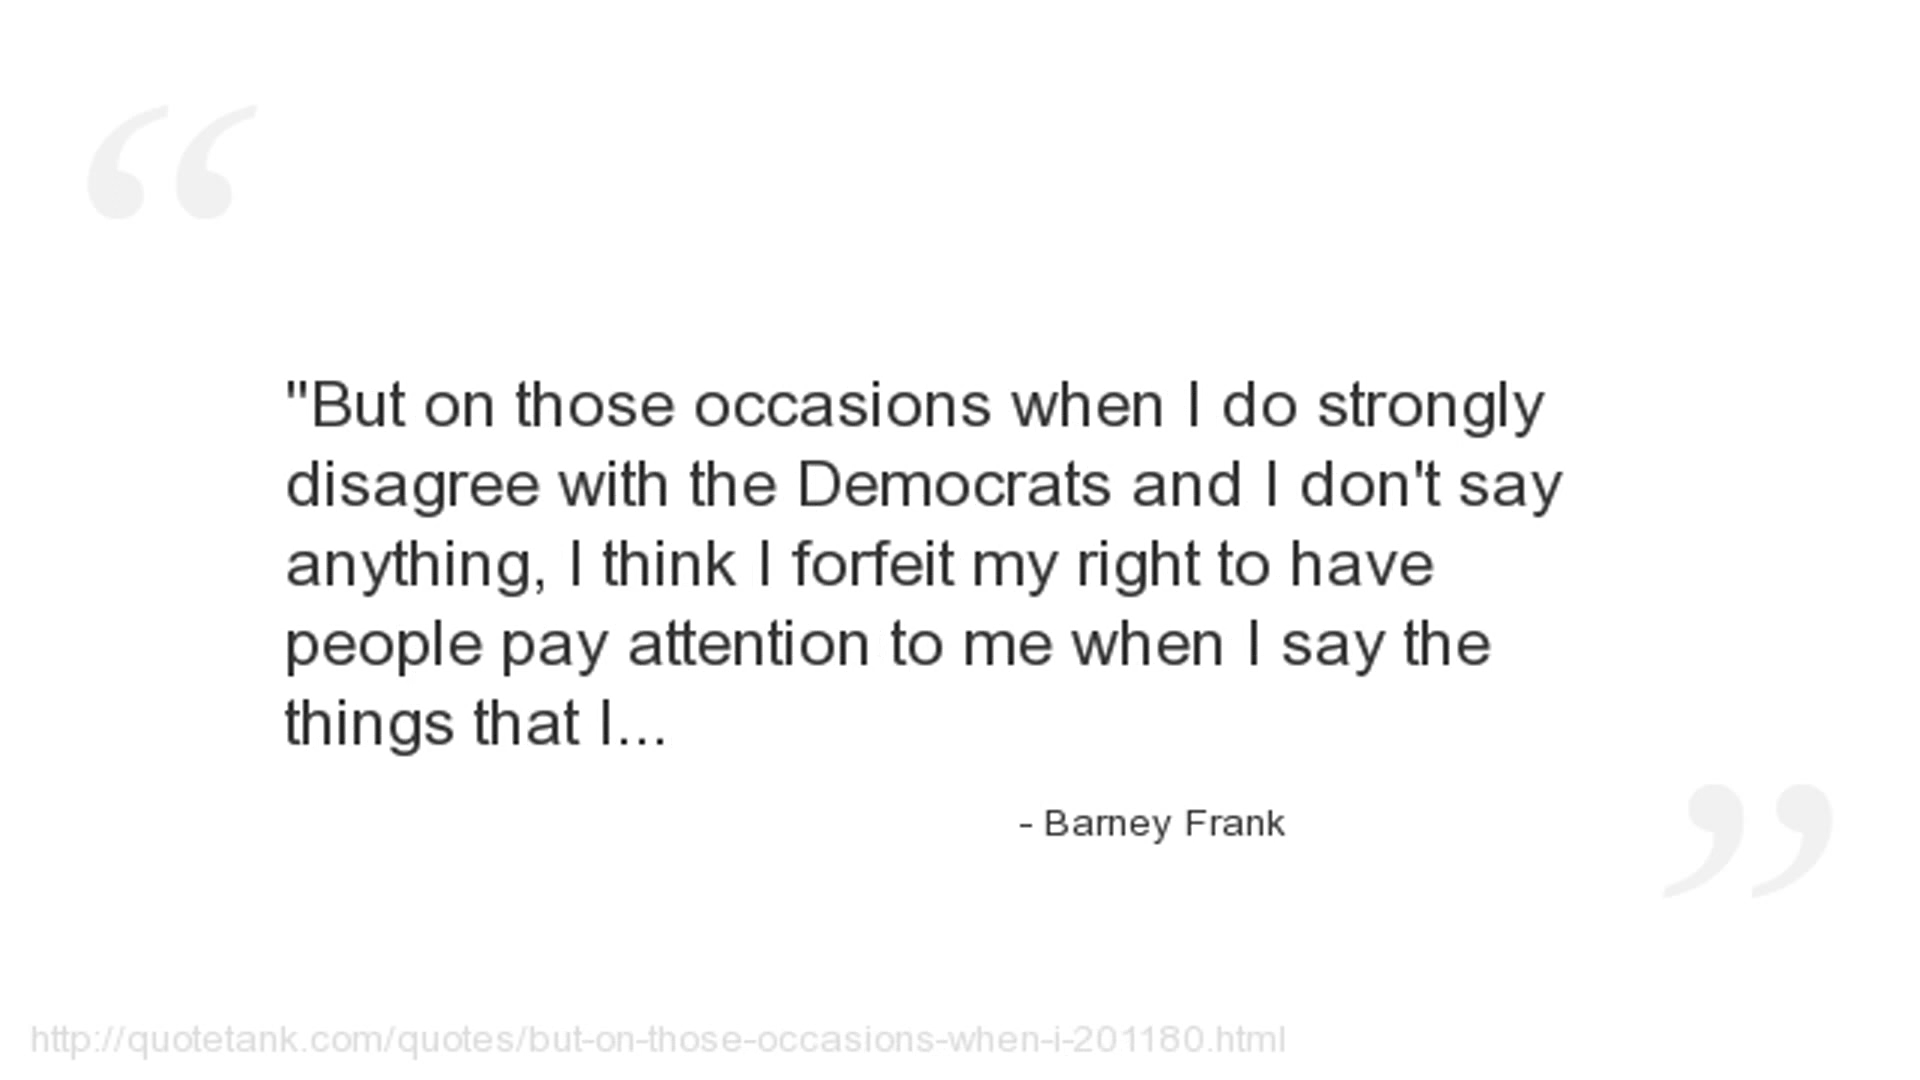 "But on those occasions when I do strongly
disagree with the Democrats and I don't say
anything, I think I forfeit my right to have
people pay attention to me when I say the
things that I...
- Barney Frank
http://quotetank.com/quotes/but-on-those-occasions-when-i-201180.html